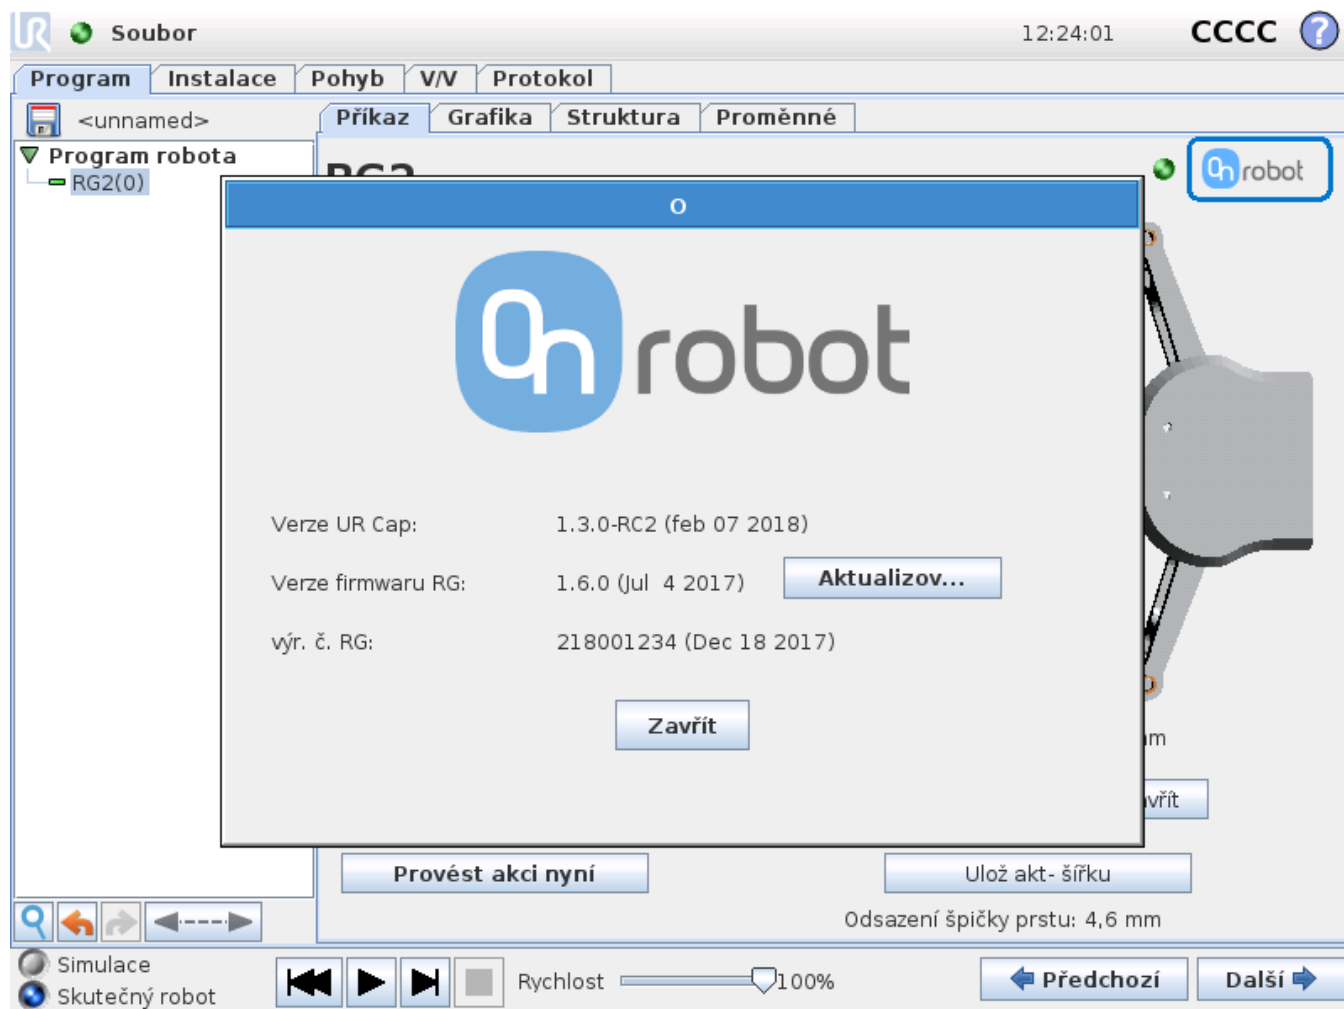 Soubor 12:24:01 CCCC ?
Program Instalace Pohyb V/V Protokol
<unnamed> Příkaz Grafika Struktura Proměnné
Program robota
RG2(0)
RG2
On robot
O
On robot
Verze UR Cap: 1.3.0-RC2 (feb 07 2018)
Verze firmwaru RG: 1.6.0 (Jul 4 2017) Aktualizov...
výr. č. RG: 218001234 (Dec 18 2017)
Zavřít
Provést akci nyní Ulož akt- šířku
Odsazení špičky prstu: 4,6 mm
Simulace
Skutečný robot
Rychlost 100%
Předchozí Další